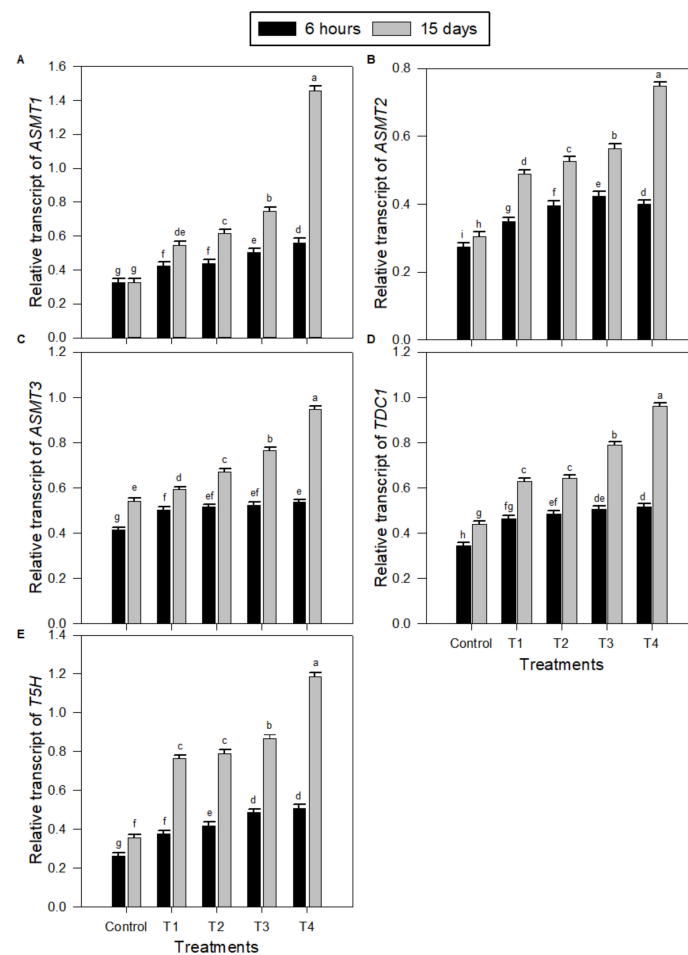 6 hours 15 days
A
1.6
1.4
1.2
1.0
0.8
0.6
0.4
0.2
0.0
Relative transcript of ASMT1
g g f de f c e b d a
B
0.8
0.6
0.4
0.2
0.0
Relative transcript of ASMT2
i h g d f c e b d a
C
1.2
1.0
0.8
0.6
0.4
0.2
0.0
Relative transcript of ASMT3
g e f d ef c ef b e a
D
1.2
1.0
0.8
0.6
0.4
0.2
0.0
Relative transcript of TDC1
h g fg c ef c de b d a
Control T1 T2 T3 T4
Treatments
E
1.4
1.2
1.0
0.8
0.6
0.4
0.2
0.0
Relative transcript of T5H
g f f c e c d b d a
Control T1 T2 T3 T4
Treatments